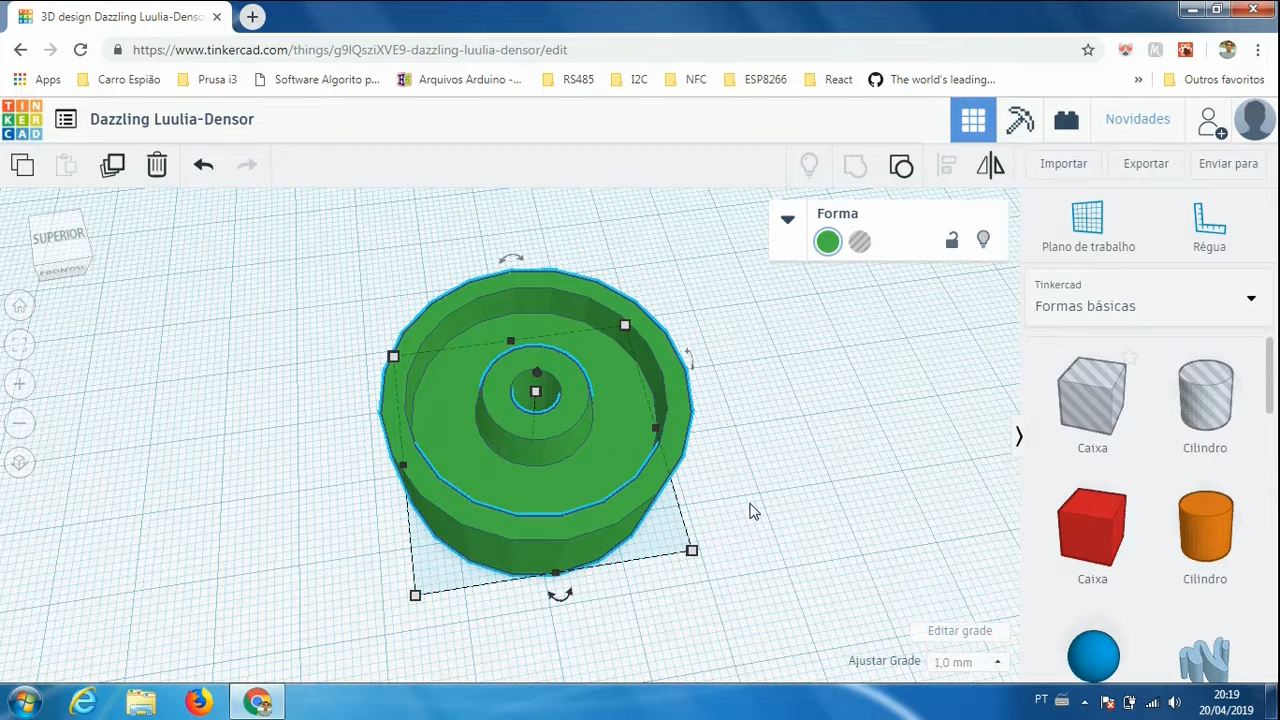 3D design Dazzling Luulia-Denso
https://www.tinkercad.com/things/g9lQsziXVE9-dazzling-luulia-densor/edit
Apps Carro Espião Prusa i3 Software Algorito p... Arquivos Arduino -... RS485 I2C NFC ESP8266 React The world's leading... » Outros favoritos
TIN
KER
CAD
Dazzling Luulia-Densor
Novidades
Importar Exportar Enviar para
SUPERIOR
FRONTAL
Forma
Plano de trabalho Régua
Tinkercad
Formas básicas
Caixa Cilindro
Caixa Cilindro
Editar grade
Ajustar Grade 1,0 mm
PT
20:19
20/04/2019